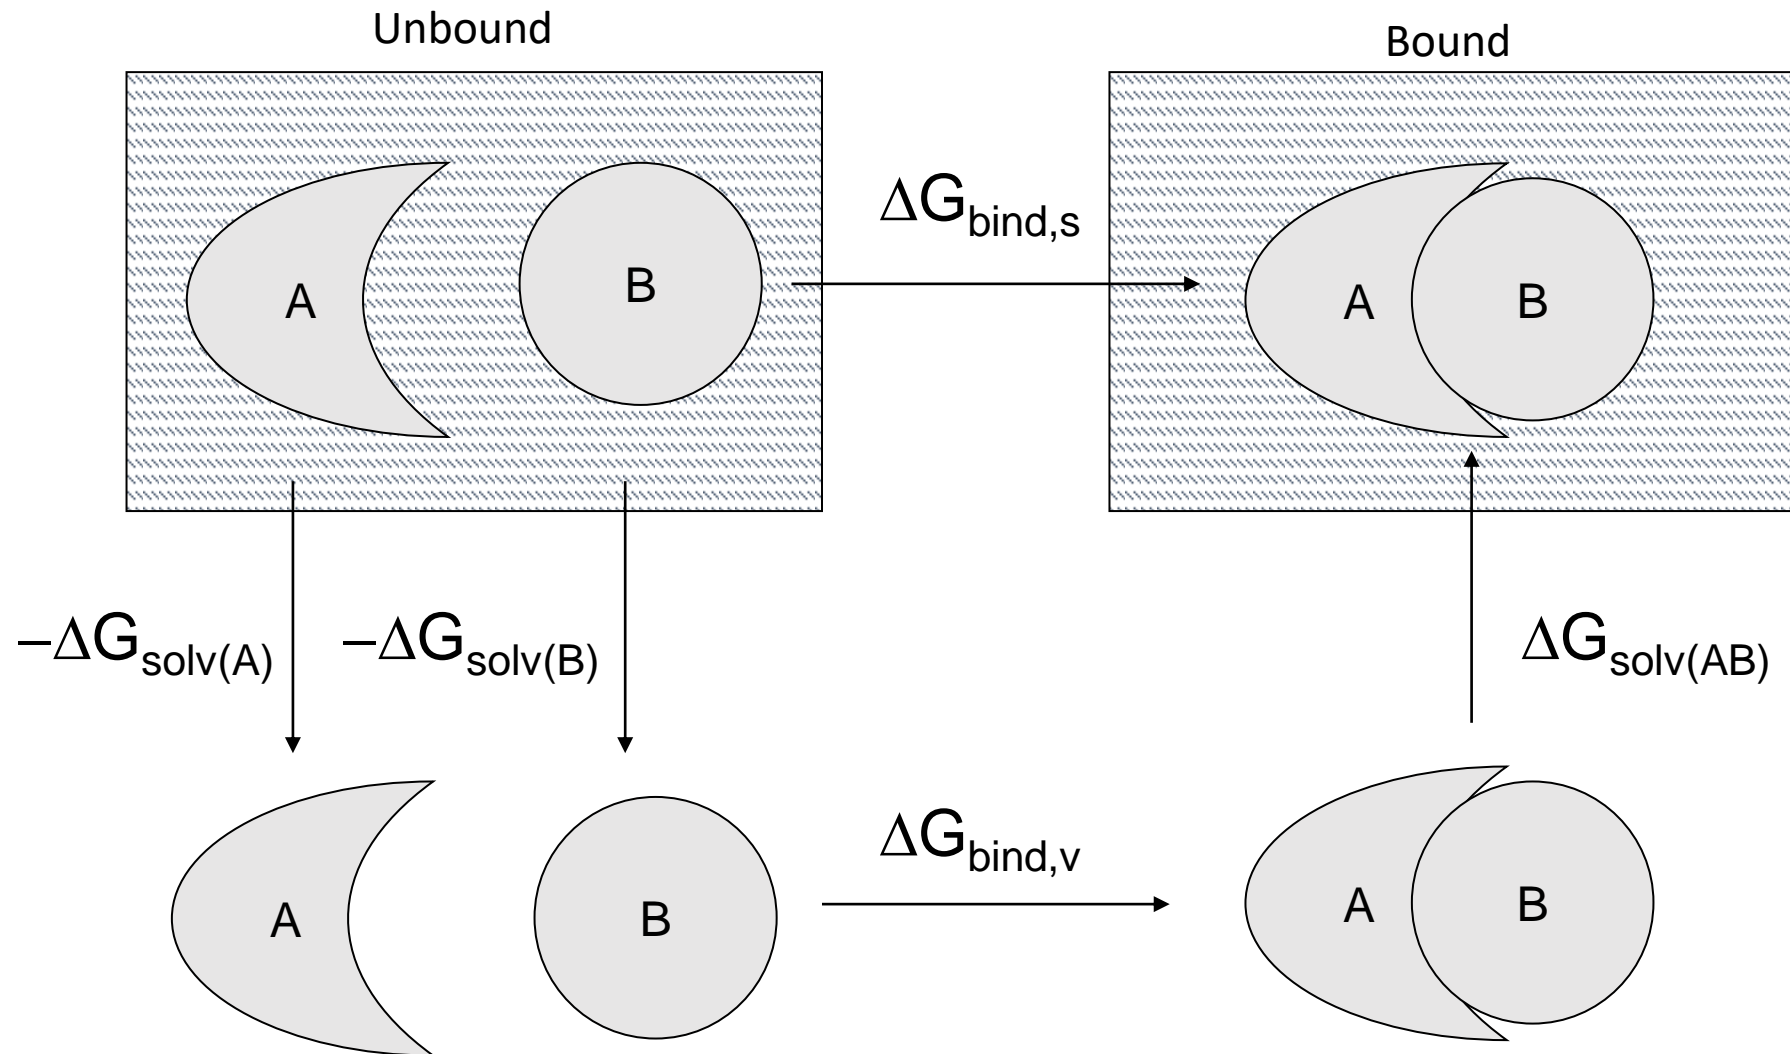 Unbound
Bound
A
B
ΔG_bind,s
A
B
−ΔG_solv(A)
−ΔG_solv(B)
ΔG_solv(AB)
A
B
ΔG_bind,v
A
B